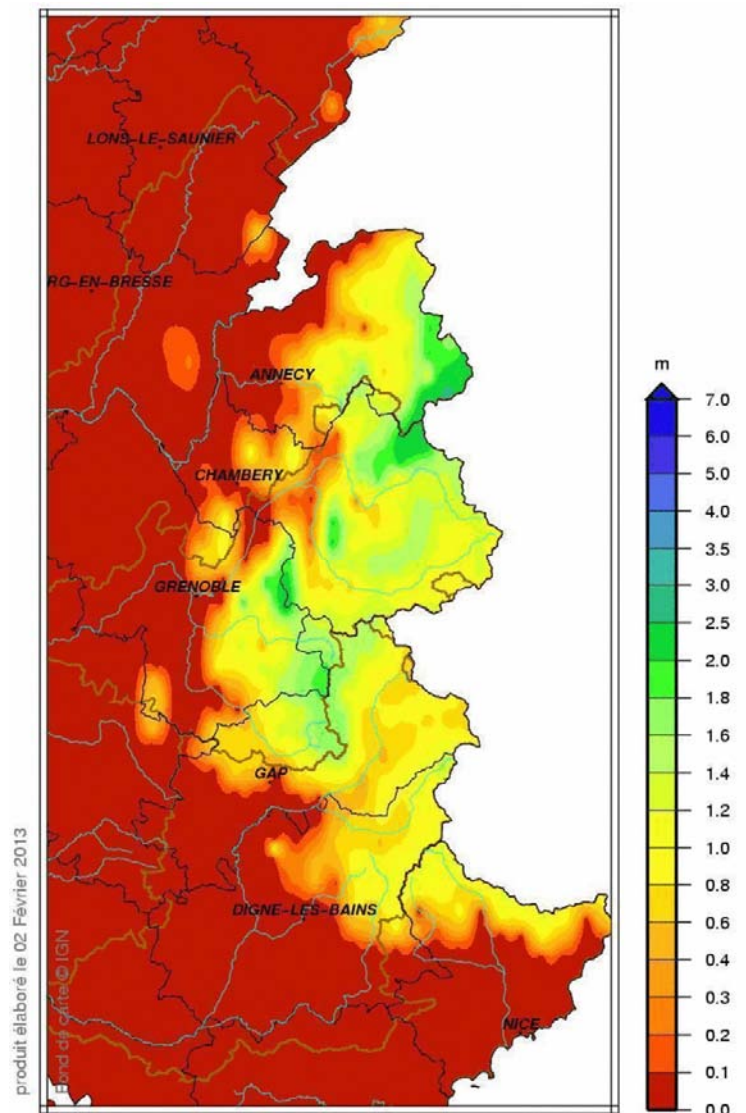 LONS-LE-SAUNIER
RG-EN-BRESSE
ANNECY
CHAMBERY
GRENOBLE
GAP
DIGNE-LES-BAINS
NICE
produit élaboré le 02 Février 2013
Fond de carte © IGN
m
7.0
6.0
5.0
4.0
3.5
3.0
2.5
2.0
1.8
1.6
1.4
1.2
1.0
0.8
0.6
0.4
0.3
0.2
0.1
0.0